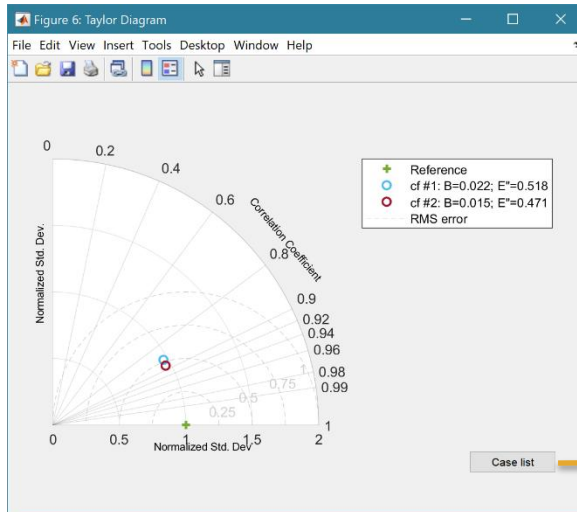 Figure 6: Taylor Diagram
File Edit View Insert Tools Desktop Window Help
0
0.2
0.4
0.6
0.8
0.9
0.92
0.94
0.96
0.98
0.99
1
Correlation Coefficient
Normalized Std. Dev.
Reference
cf #1: B=0.022; E"=0.518
cf #2: B=0.015; E"=0.471
RMS error
0.25
0.5
0.75
1
0 0.5 1 1.5 2
Normalized Std. Dev
Case list